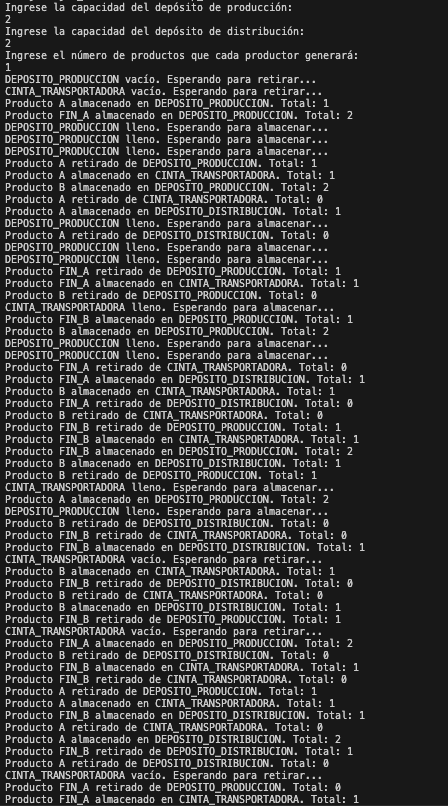 Ingrese la capacidad del depósito de producción:
2
Ingrese la capacidad del depósito de distribución:
2
Ingrese el número de productos que cada productor generará:
1
DEPOSITO_PRODUCCION vacío. Esperando para retirar...
CINTA_TRANSPORTADORA vacío. Esperando para retirar...
Producto A almacenado en DEPOSITO_PRODUCCION. Total: 1
Producto FIN_A almacenado en DEPOSITO_PRODUCCION. Total: 2
DEPOSITO_PRODUCCION lleno. Esperando para almacenar...
DEPOSITO_PRODUCCION lleno. Esperando para almacenar...
DEPOSITO_PRODUCCION lleno. Esperando para almacenar...
Producto A retirado de DEPOSITO_PRODUCCION. Total: 1
Producto A almacenado en CINTA_TRANSPORTADORA. Total: 1
Producto B almacenado en DEPOSITO_PRODUCCION. Total: 2
Producto A retirado de CINTA_TRANSPORTADORA. Total: 0
Producto A almacenado en DEPOSITO_DISTRIBUCION. Total: 1
DEPOSITO_PRODUCCION lleno. Esperando para almacenar...
Producto A retirado de DEPOSITO_DISTRIBUCION. Total: 0
DEPOSITO_PRODUCCION lleno. Esperando para almacenar...
DEPOSITO_PRODUCCION lleno. Esperando para almacenar...
Producto FIN_A retirado de DEPOSITO_PRODUCCION. Total: 1
Producto FIN_A almacenado en CINTA_TRANSPORTADORA. Total: 1
Producto B retirado de DEPOSITO_PRODUCCION. Total: 0
CINTA_TRANSPORTADORA lleno. Esperando para almacenar...
Producto FIN_B almacenado en DEPOSITO_PRODUCCION. Total: 1
Producto B almacenado en DEPOSITO_PRODUCCION. Total: 2
DEPOSITO_PRODUCCION lleno. Esperando para almacenar...
DEPOSITO_PRODUCCION lleno. Esperando para almacenar...
Producto FIN_A retirado de CINTA_TRANSPORTADORA. Total: 0
Producto FIN_A almacenado en DEPOSITO_DISTRIBUCION. Total: 1
Producto B almacenado en CINTA_TRANSPORTADORA. Total: 1
Producto FIN_A retirado de DEPOSITO_DISTRIBUCION. Total: 0
Producto B retirado de CINTA_TRANSPORTADORA. Total: 0
Producto FIN_B retirado de DEPOSITO_PRODUCCION. Total: 1
Producto FIN_B almacenado en CINTA_TRANSPORTADORA. Total: 1
Producto FIN_B almacenado en DEPOSITO_PRODUCCION. Total: 2
Producto B almacenado en DEPOSITO_DISTRIBUCION. Total: 1
Producto B retirado de DEPOSITO_PRODUCCION. Total: 1
CINTA_TRANSPORTADORA lleno. Esperando para almacenar...
Producto A almacenado en DEPOSITO_PRODUCCION. Total: 2
DEPOSITO_PRODUCCION lleno. Esperando para almacenar...
Producto B retirado de DEPOSITO_DISTRIBUCION. Total: 0
Producto FIN_B retirado de CINTA_TRANSPORTADORA. Total: 0
Producto FIN_B almacenado en DEPOSITO_DISTRIBUCION. Total: 1
CINTA_TRANSPORTADORA vacío. Esperando para retirar...
Producto B almacenado en CINTA_TRANSPORTADORA. Total: 1
Producto FIN_B retirado de DEPOSITO_DISTRIBUCION. Total: 0
Producto B retirado de CINTA_TRANSPORTADORA. Total: 0
Producto B almacenado en DEPOSITO_DISTRIBUCION. Total: 1
Producto FIN_B retirado de DEPOSITO_PRODUCCION. Total: 1
CINTA_TRANSPORTADORA vacío. Esperando para retirar...
Producto FIN_A almacenado en DEPOSITO_PRODUCCION. Total: 2
Producto B retirado de DEPOSITO_DISTRIBUCION. Total: 0
Producto FIN_B almacenado en CINTA_TRANSPORTADORA. Total: 1
Producto FIN_B retirado de CINTA_TRANSPORTADORA. Total: 0
Producto A retirado de DEPOSITO_PRODUCCION. Total: 1
Producto A almacenado en CINTA_TRANSPORTADORA. Total: 1
Producto FIN_B almacenado en DEPOSITO_DISTRIBUCION. Total: 1
Producto A retirado de CINTA_TRANSPORTADORA. Total: 0
Producto A almacenado en DEPOSITO_DISTRIBUCION. Total: 2
Producto FIN_B retirado de DEPOSITO_DISTRIBUCION. Total: 1
Producto A retirado de DEPOSITO_DISTRIBUCION. Total: 0
CINTA_TRANSPORTADORA vacío. Esperando para retirar...
Producto FIN_A retirado de DEPOSITO_PRODUCCION. Total: 0
Producto FIN_A almacenado en CINTA_TRANSPORTADORA. Total: 1